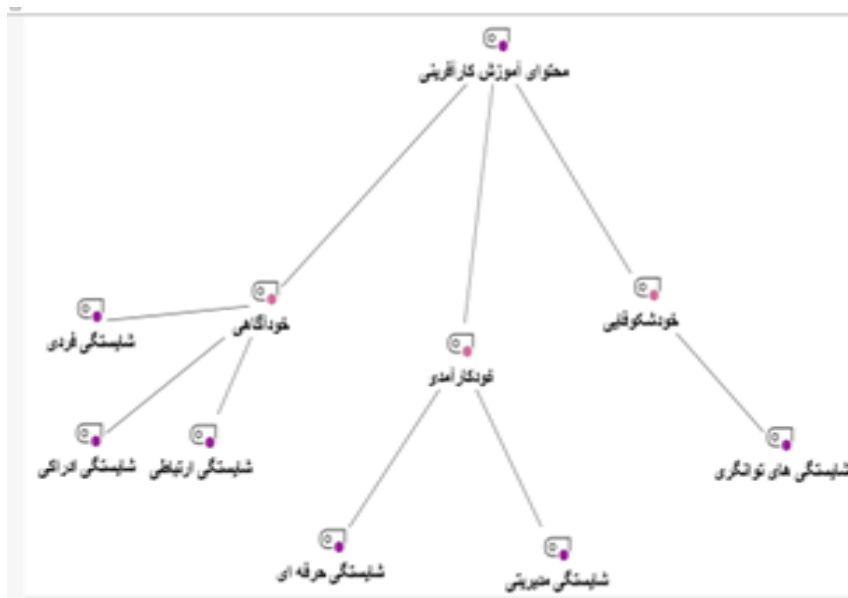 محتوای آموزش کارآفرینی
خودشکوفایی
خودآگاهی
شایستگی فردی
خودکارآمدی
شایستگی های توانگری
شایستگی ارتباطی
شایستگی ادراکی
شایستگی مدیریتی
شایستگی حرفه ای